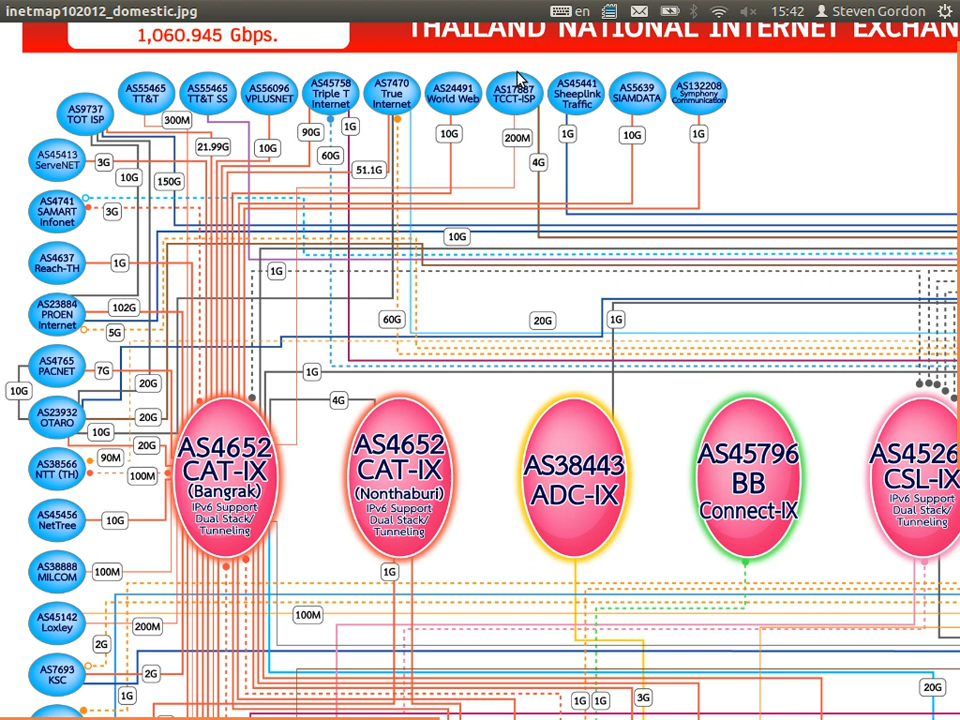 inetmap102012_domestic.jpg
en
15:42
Steven Gordon
1,060.945 Gbps.
THAILAND NATIONAL INTERNET EXCHAN
AS9737
TOT ISP
AS55465
TT&T
AS55465
TT&T SS
AS56096
VPLUSNET
AS45758
Triple T
Internet
AS7470
True
Internet
AS24491
World Web
AS17887
TCCT-ISP
AS45441
Sheeplink
Traffic
AS5639
SIAMDATA
AS132208
Symphony
Communication
300M
21.99G
10G
90G
1G
60G
51.1G
10G
200M
4G
1G
10G
1G
AS45413
ServeNET
3G
10G
150G
AS4741
SAMART
Infonet
3G
10G
AS4637
Reach-TH
1G
1G
AS23884
PROEN
Internet
102G
5G
60G
20G
1G
AS4765
PACNET
7G
10G
20G
1G
AS23932
OTARO
20G
10G
4G
20G
AS38566
NTT (TH)
90M
100M
AS45456
NetTree
10G
AS4652
CAT-IX
(Bangrak)
IPv6 Support
Dual Stack/
Tunneling
AS4652
CAT-IX
(Nonthaburi)
IPv6 Support
Dual Stack/
Tunneling
AS38443
ADC-IX
AS45796
BB
Connect-IX
AS4526
CSL-IX
IPv6 Support
Dual Stack/
Tunneling
AS38888
MILCOM
100M
1G
AS45142
Loxley
200M
100M
2G
AS7693
KSC
2G
1G
1G
1G
3G
20G